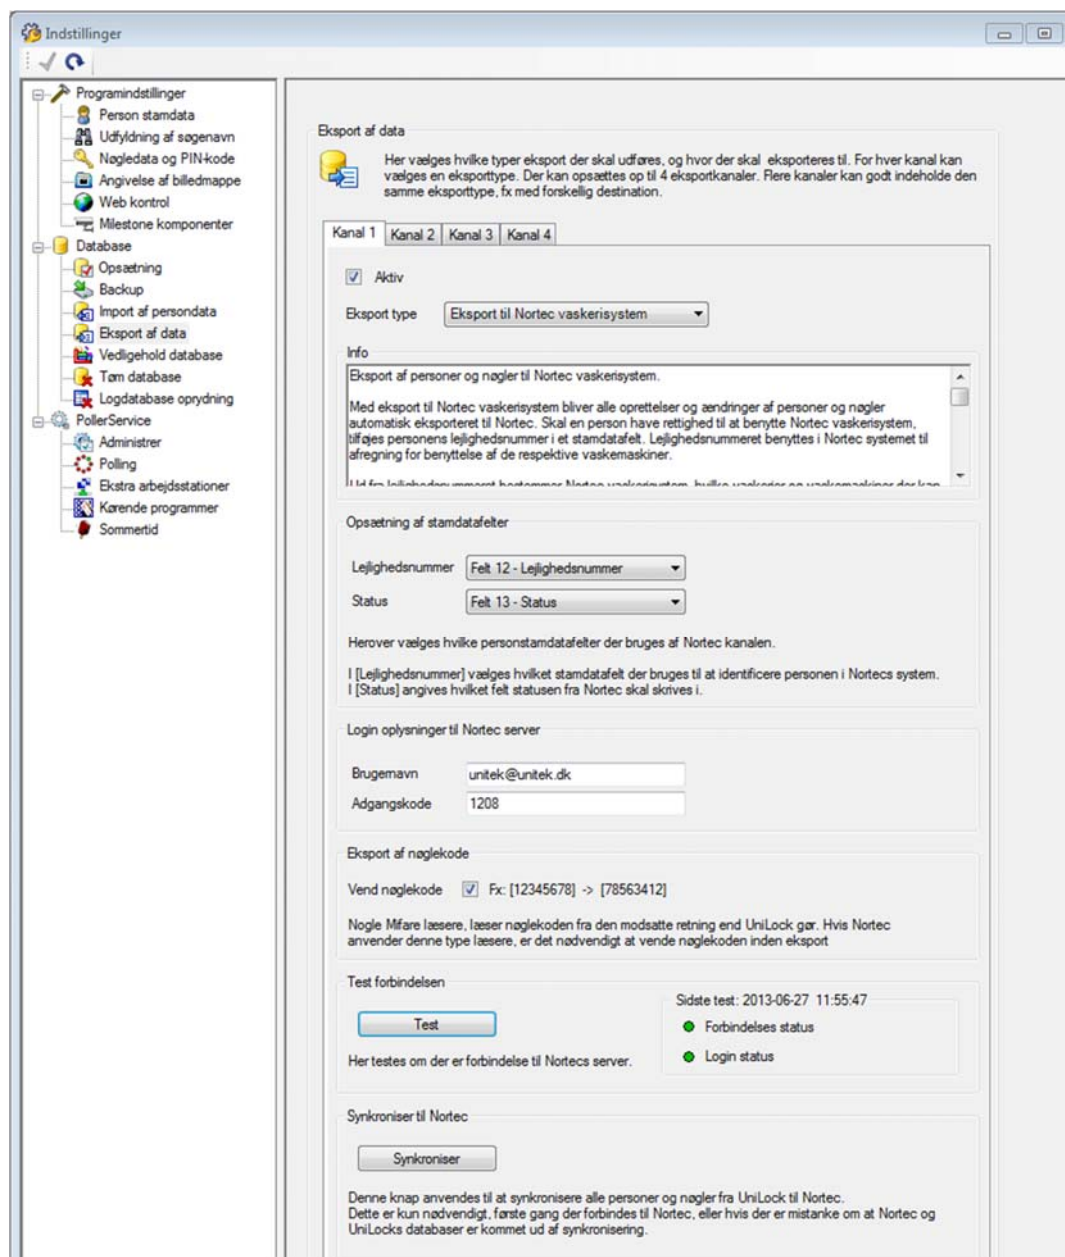 Indstillinger
Programindstillinger
Person stamdata
Udfyldning af søgenavn
Nøgledata og PIN-kode
Angivelse af billedmappe
Web kontrol
Milestone komponenter
Database
Opsætning
Backup
Import af persondata
Eksport af data
Vedligehold database
Tøm database
Logdatabase oprydning
PollerService
Administrer
Polling
Ekstra arbejdsstationer
Kørende programmer
Sommertid
Eksport af data
Her vælges hvilke typer eksport der skal udføres, og hvor der skal eksporteres til. For hver kanal kan
vælges en eksporttype. Der kan opsættes op til 4 eksportkanaler. Flere kanaler kan godt indeholde den
samme eksporttype, fx med forskellig destination.
Kanal 1 Kanal 2 Kanal 3 Kanal 4
Aktiv
Eksport type Eksport til Nortec vaskerisystem
Info
Eksport af personer og nøgler til Nortec vaskerisystem.
Med eksport til Nortec vaskerisystem bliver alle oprettelser og ændringer af personer og nøgler
automatisk eksporteret til Nortec. Skal en person have rettighed til at benytte Nortec vaskerisystem,
tilføjes personens lejlighedsnummer i et stamdatafelt. Lejlighedsnummeret benyttes i Nortec systemet til
afregning for benyttelse af de respektive vaskemaskiner.
Ud fra lejlighedsnummeret bestemmer Nortec vaskerisystem, hvilke vaskerier og vaskemaskiner der kan
Opsætning af stamdatafelter
Lejlighedsnummer Felt 12 - Lejlighedsnummer
Status Felt 13 - Status
Herover vælges hvilke personstamdatafelter der bruges af Nortec kanalen.
I [Lejlighedsnummer] vælges hvilket stamdatafelt der bruges til at identificere personen i Nortecs system.
I [Status] angives hvilket felt statusen fra Nortec skal skrives i.
Login oplysninger til Nortec server
Brugernavn unitek@unitek.dk
Adgangskode 1208
Eksport af nøglekode
Vend nøglekode Fx: [12345678] -> [78563412]
Nogle Mifare læsere, læser nøglekoden fra den modsatte retning end UniLock gør. Hvis Nortec
anvender denne type læsere, er det nødvendigt at vende nøglekoden inden eksport
Test forbindelsen
Test
Her testes om der er forbindelse til Nortecs server.
Sidste test: 2013-06-27 11:55:47
Forbindelses status
Login status
Synkroniser til Nortec
Synkroniser
Denne knap anvendes til at synkronisere alle personer og nøgler fra UniLock til Nortec.
Dette er kun nødvendigt, første gang der forbindes til Nortec, eller hvis der er mistanke om at Nortec og
UniLocks databaser er kommet ud af synkronisering.